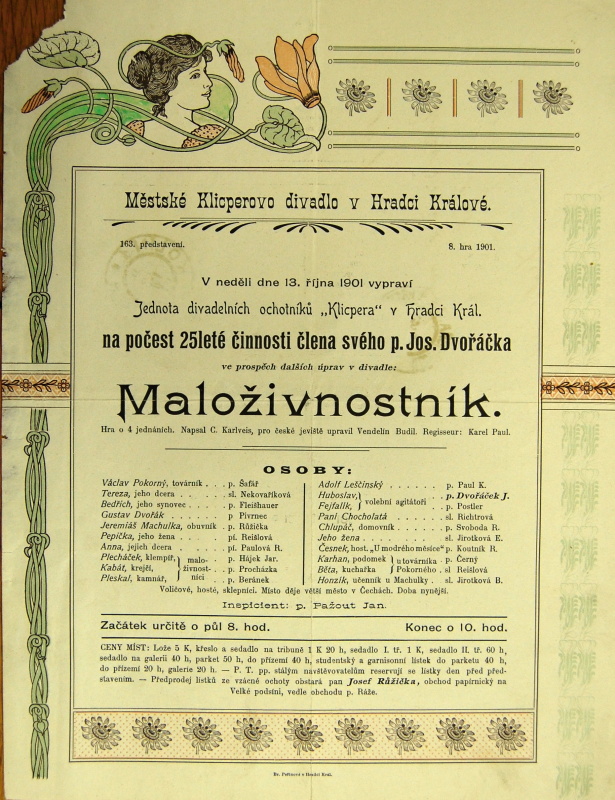 Městské Klicperovo divadlo v Hradci Králové.
163. představení.
8. hra 1901.
V neděli dne 13. října 1901 vypraví
Jednota divadelních ochotníků „Klicpera“ v Hradci Král.
na počest 25leté činnosti člena svého p. Jos. Dvořáčka
ve prospěch dalších úprav v divadle:
Maloživnostník.
Hra o 4 jednáních. Napsal C. Karlweis, pro české jeviště upravil Vendelín Budil. Regisseur: Karel Paul.
OSOBY:
Václav Pokorný, továrník . . . p. Šafář
Tereza, jeho dcera . . . . . sl. Nekovaříková
Bedřich, jeho synovec . . . . p. Fleišhauer
Gustav Dvořák . . . . . . p Pivrnec
Jeremiáš Machulka, obuvník . p. Růžička
Pepička, jeho žena . . . . . pí. Reišlová
Anna, jejich dcera . . . . . pí. Paulová R.
Plecháček, klempíř, } malo- p. Hájek Jar.
Kabát, krejčí, } živnost- . p. Procházka
Pleskal, kamnář, } níci . . p. Beránek
Adolf Leščinský . . . . . . p. Paul K.
Huboslav, } volební agitátoři . . p. Dvořáček J.
Fejfalík, } p. Postler
Paní Chocholatá . . . . . . sl. Richtrová
Chlupáč, domovník . . . . . p. Svoboda R.
Jeho žena . . . . . . . . sl. Jirotková E.
Česnek, host. „U modrého měsíce“ p. Koutník R.
Karhan, podomek } u továrníka . p. Černý
Běta, kuchařka } Pokorného . sl Reišlová
Honzík, učenník u Machulky . sl. Jirotková B.
Voličové, hosté, sklepníci. Místo děje větší město v Čechách. Doba nynější.
Inspicient: p. Pažout Jan.
Začátek určitě o půl 8. hod.
Konec o 10. hod.
CENY MÍST: Lože 5 K, křeslo a sedadlo na tribuně 1 K 20 h, sedadlo I. tř. 1 K, sedadlo II. tř. 60 h,
sedadlo na galerii 40 h, parket 50 h, do přízemí 40 h, studentský a garnisonní lístek do parketa 40 h,
do přízemí 20 h, galerie 20 h. — P. T. pp. stálým navštěvovatelům reservují se lístky den před před-
stavením. — Předprodej lístků ze vzácné ochoty obstará pan Josef Růžička, obchod papírnický na
Velké podsíni, vedle obchodu p. Ráže.
Br. Peřinové v Hradci Král.